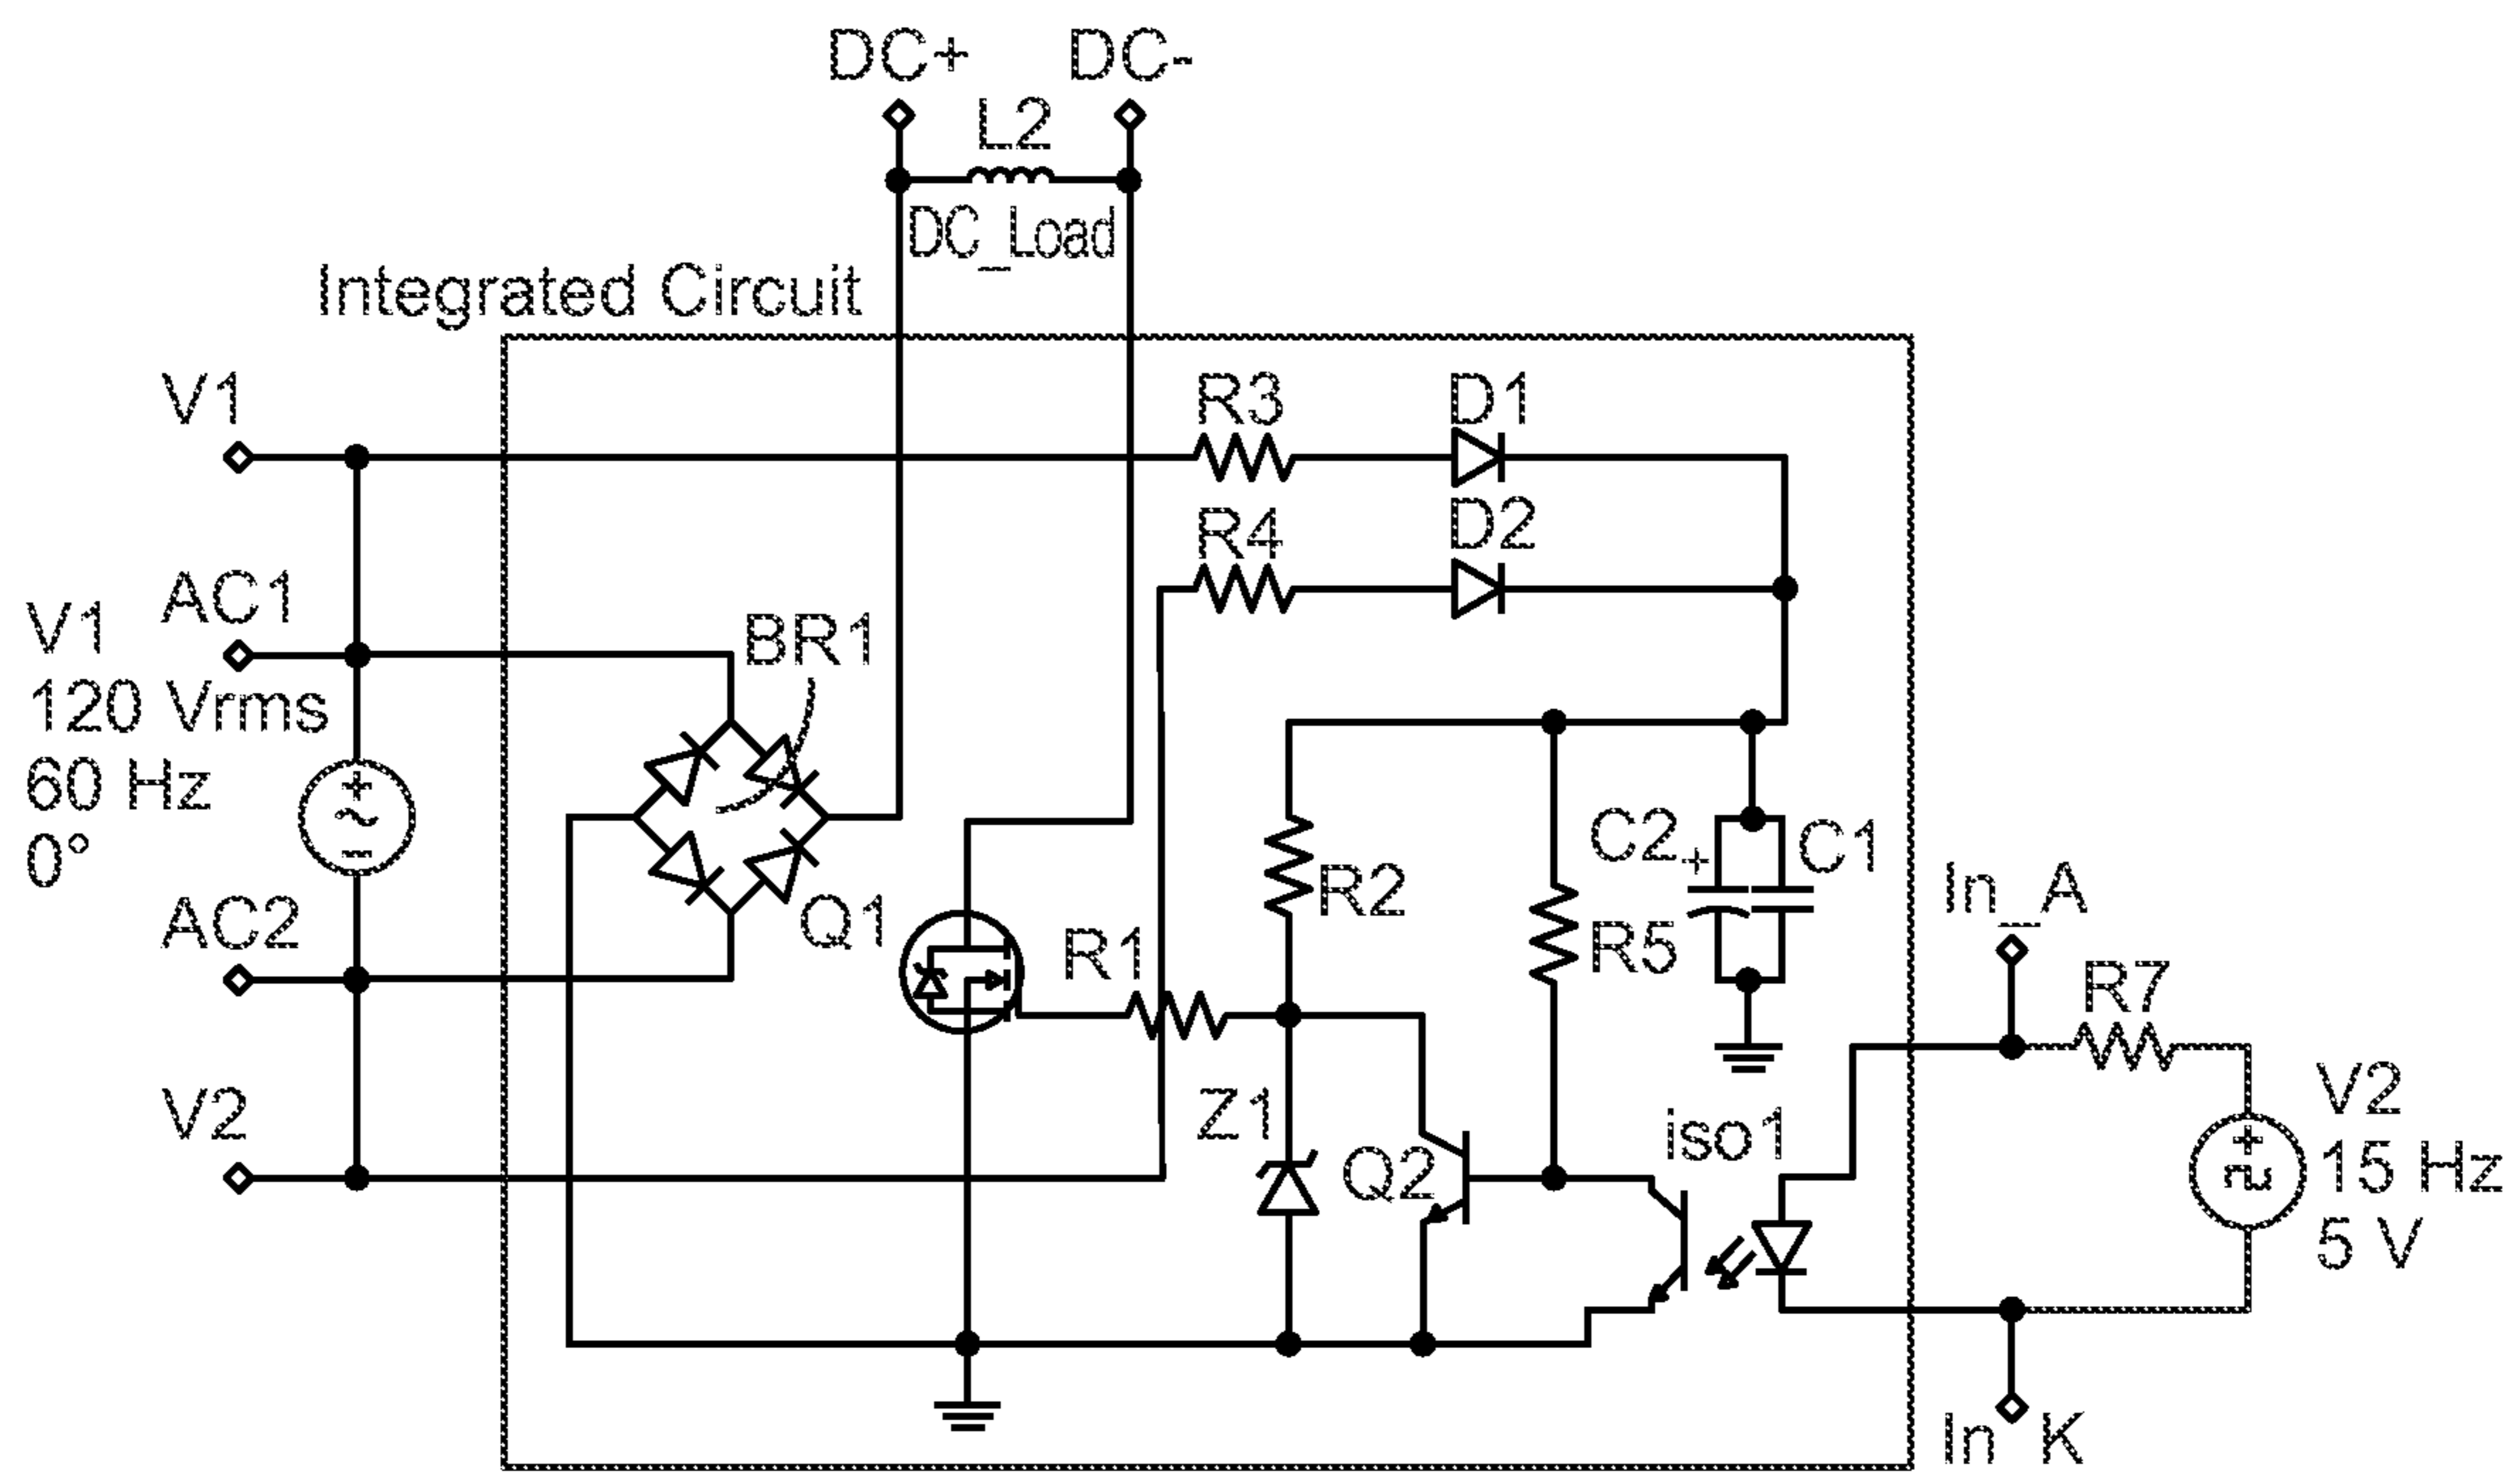 DC+
DC-
L2
DC_Load
Integrated Circuit
V1
R3
D1
R4
D2
AC1
V1
120 Vrms
60 Hz
0°
BR1
AC2
Q1
R1
R2
C2
+
C1
R5
In_A
R7
V2
Z1
Q2
iso1
V2
15 Hz
5 V
In_K